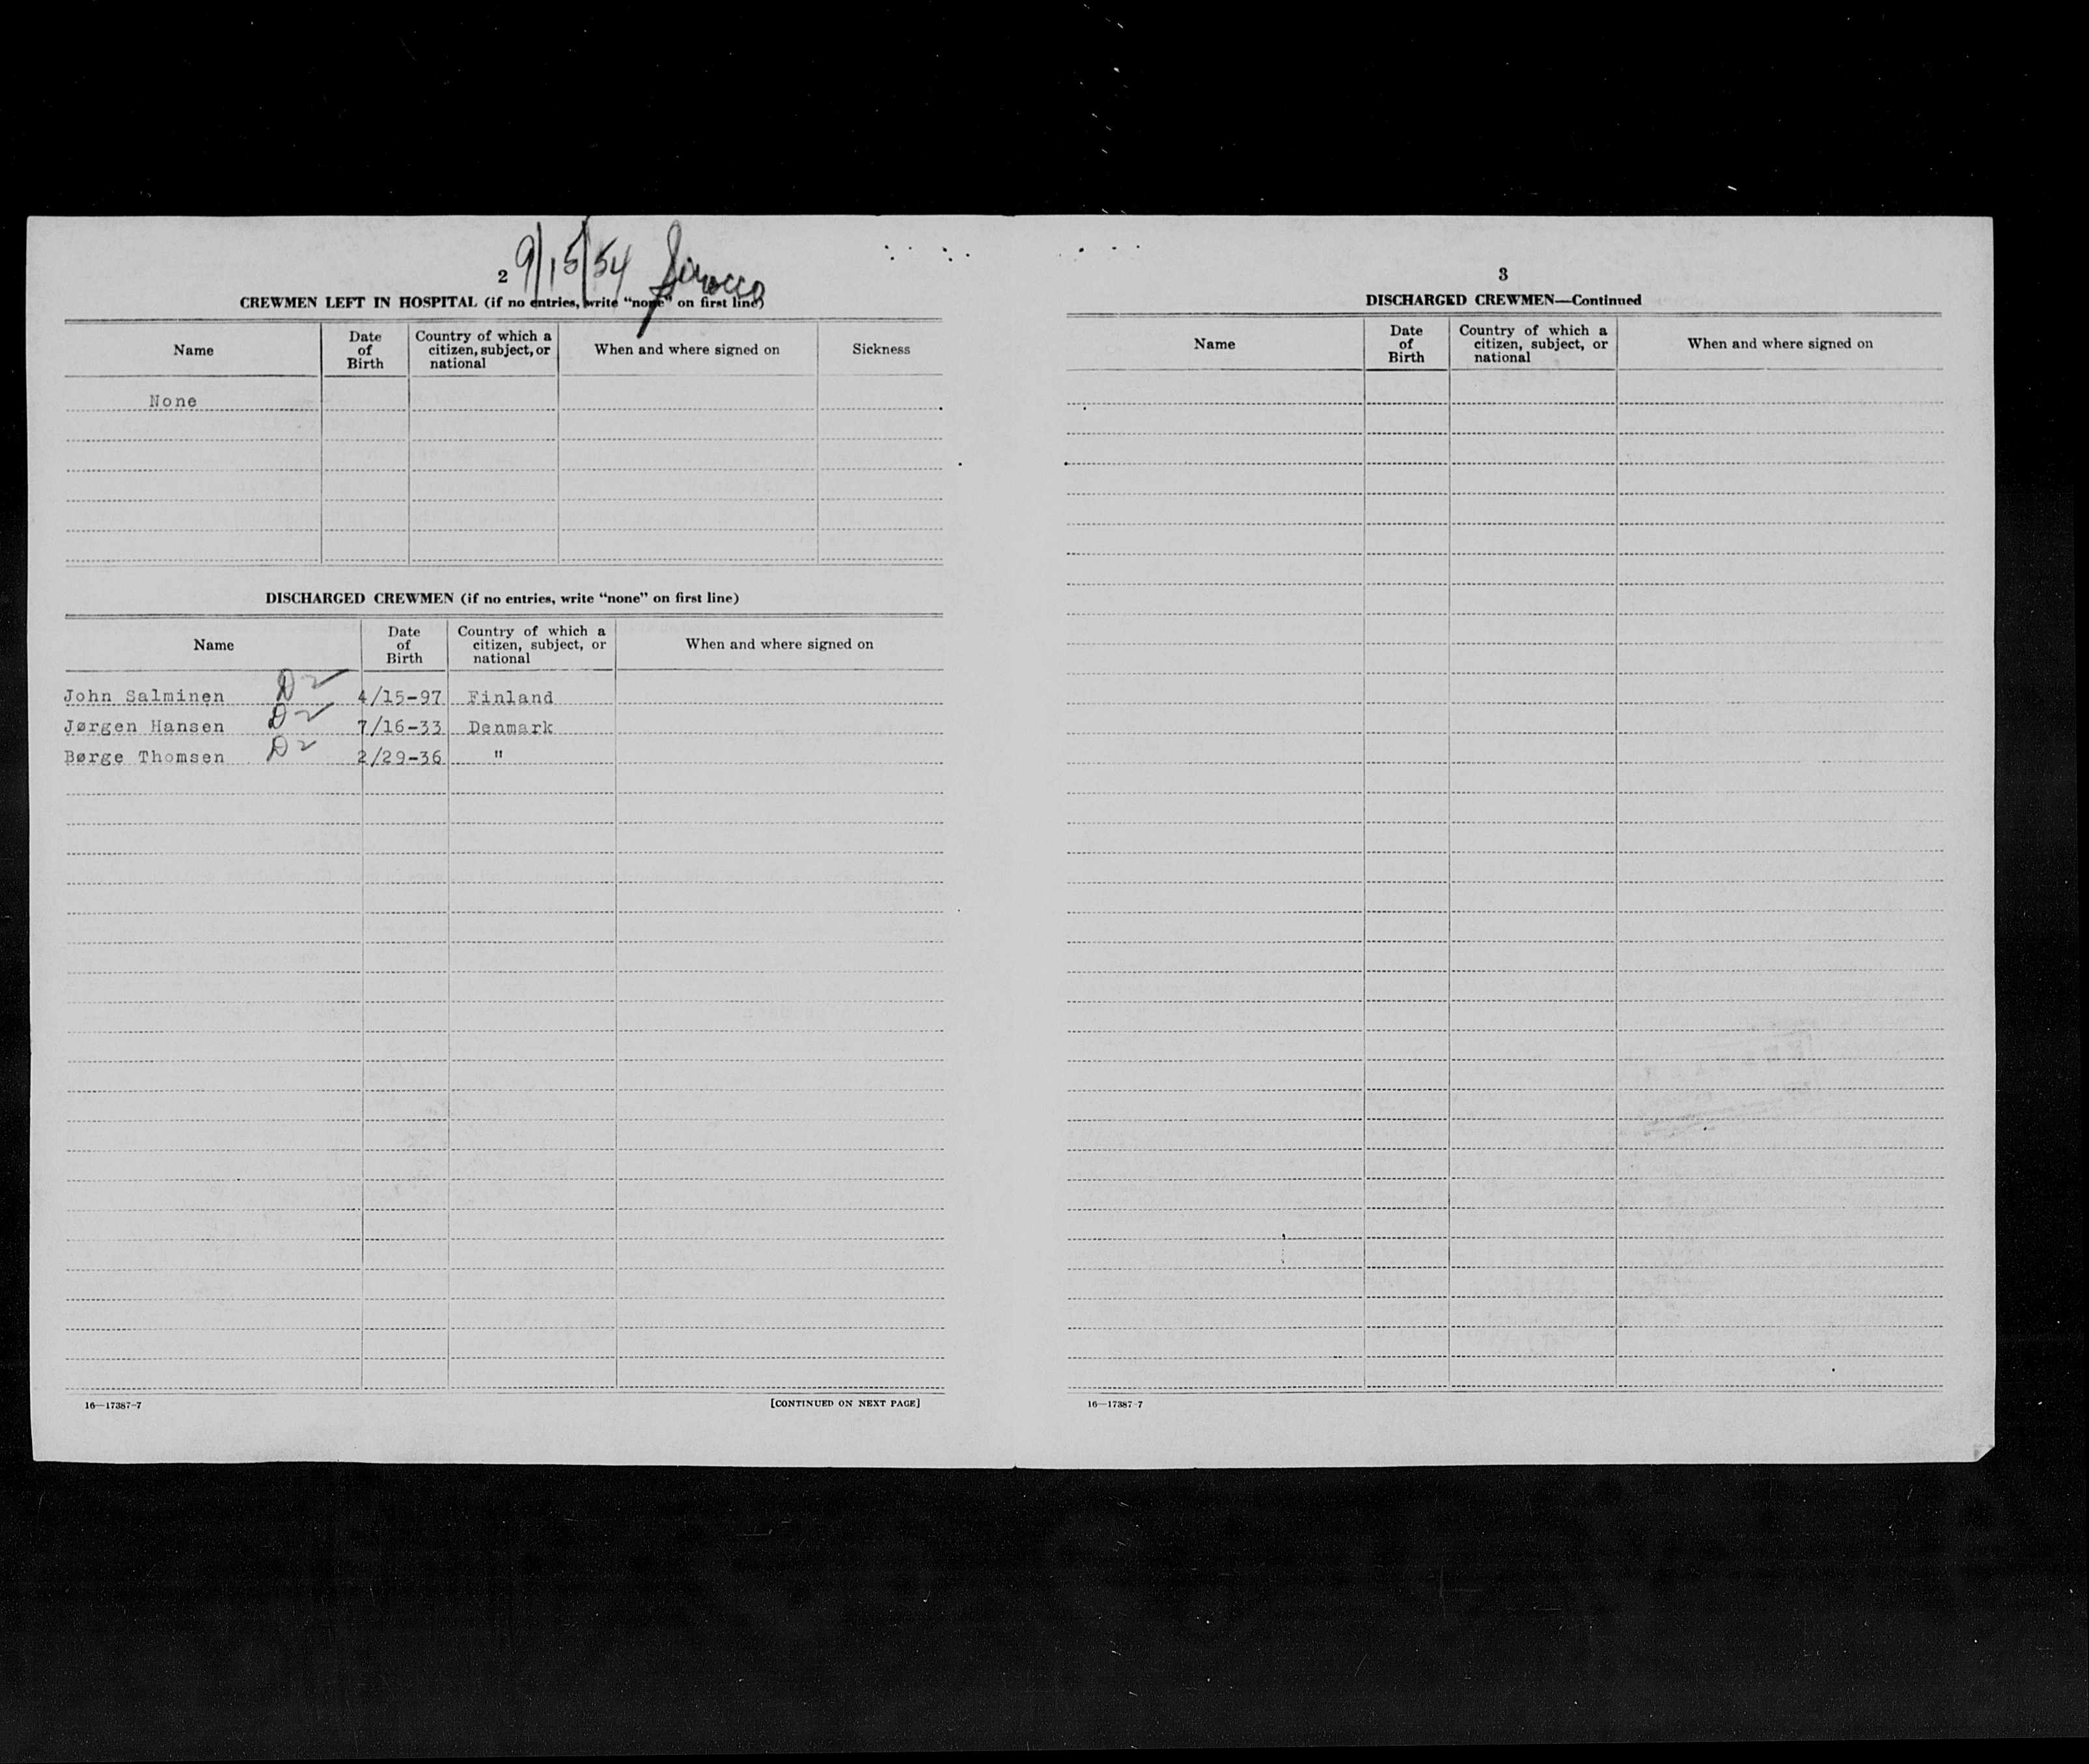 2 9/15/54 Sirocco
CREWMEN LEFT IN HOSPITAL (if no entries, write “none” on first line)
Name Date of Birth Country of which a citizen, subject, or national When and where signed on Sickness
None
DISCHARGED CREWMEN (if no entries, write “none” on first line)
Name Date of Birth Country of which a citizen, subject, or national When and where signed on
John Salminen D2 4/15-97 Finland
Jørgen Hansen D2 7/16-33 Denmark
Børge Thomsen D2 2/29-36 "
16—17387-7 [CONTINUED ON NEXT PAGE]
3
DISCHARGED CREWMEN—Continued
Name Date of Birth Country of which a citizen, subject, or national When and where signed on
16—17387-7